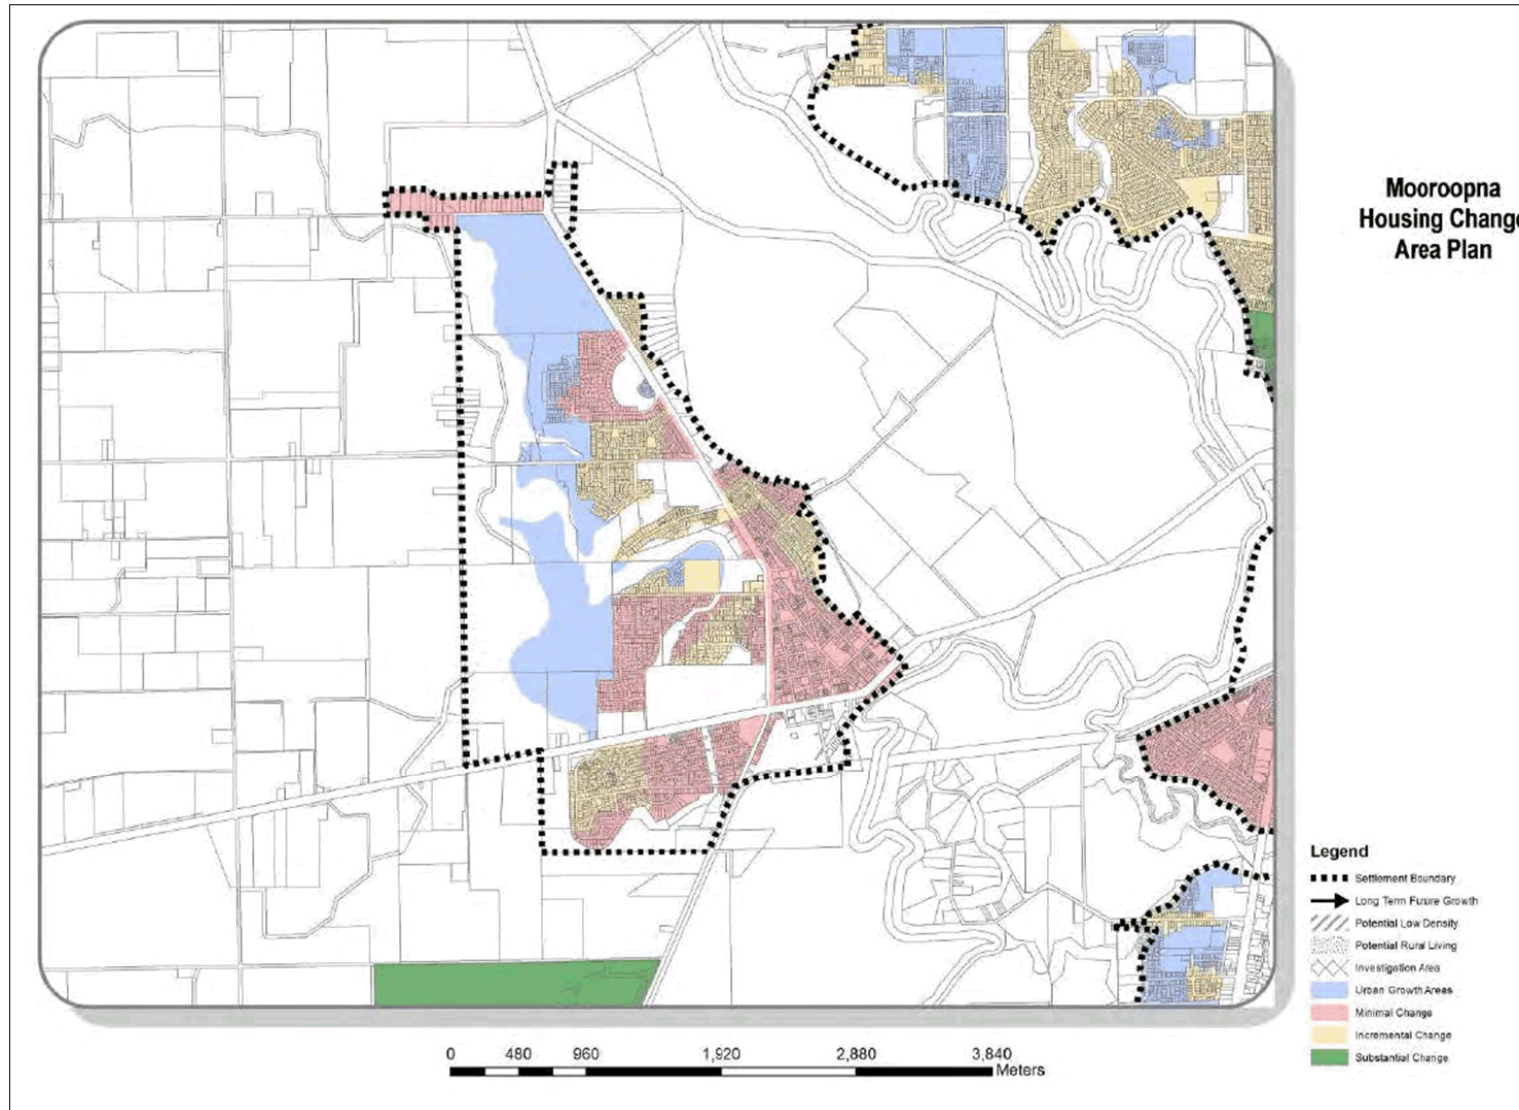 Mooroopna
Housing Change
Area Plan
Legend
Settlement Boundary
Long Term Future Growth
Potential Low Density
Potential Rural Living
Investigation Area
Urban Growth Areas
Minimal Change
Incremental Change
Substantial Change
0 480 960 1,920 2,880 3,840
Meters